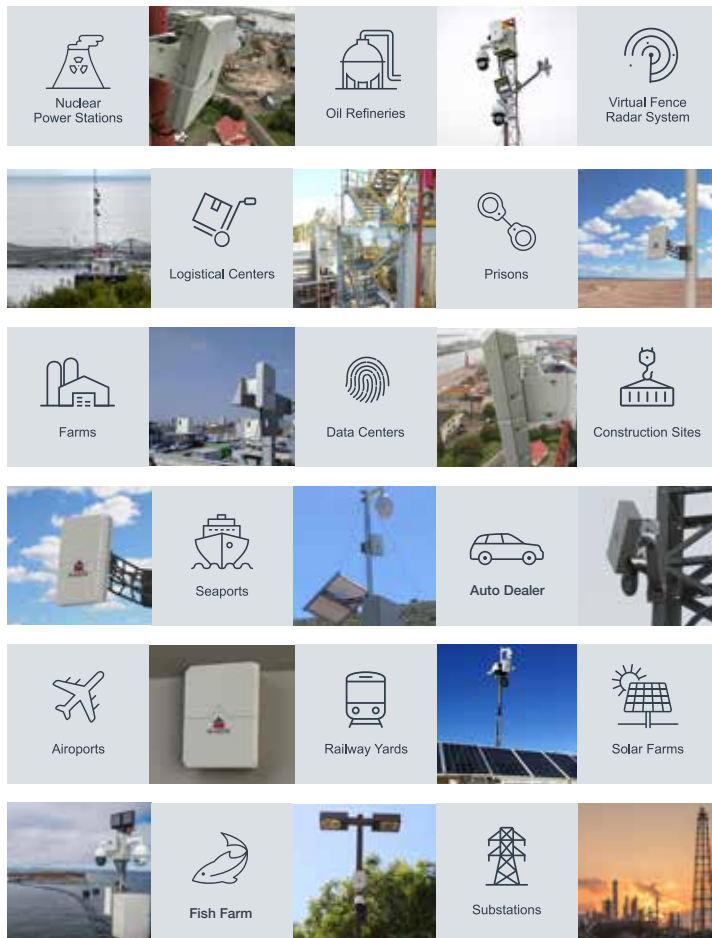 Nuclear
Power Stations
Oil Refineries
Virtual Fence
Radar System
Logistical Centers
Prisons
Farms
Data Centers
Construction Sites
Seaports
Auto Dealer
Airoports
Railway Yards
Solar Farms
Fish Farm
Substations